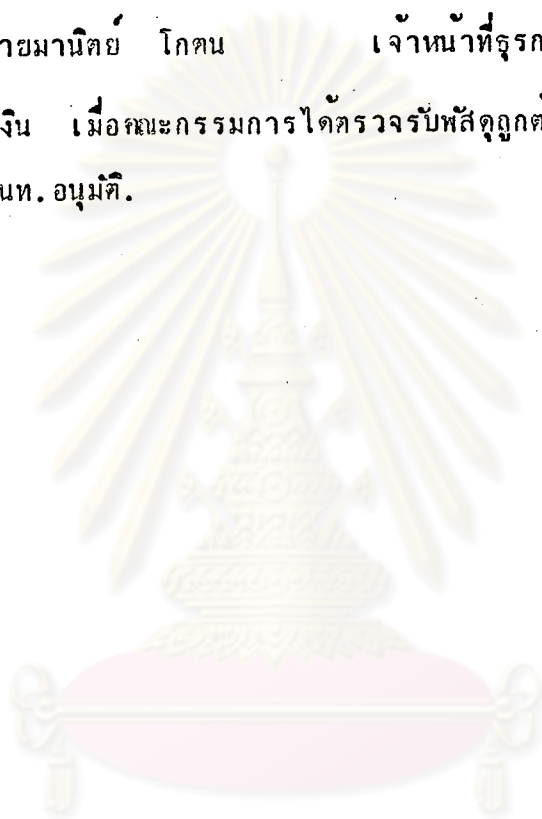 ายมานิตย์ โกตน เจ้าหน้าที่ธุรก
งิน เมื่อคณะกรรมการได้ตรวจรับพัสดุถูกต
นท. อนุมัติ.